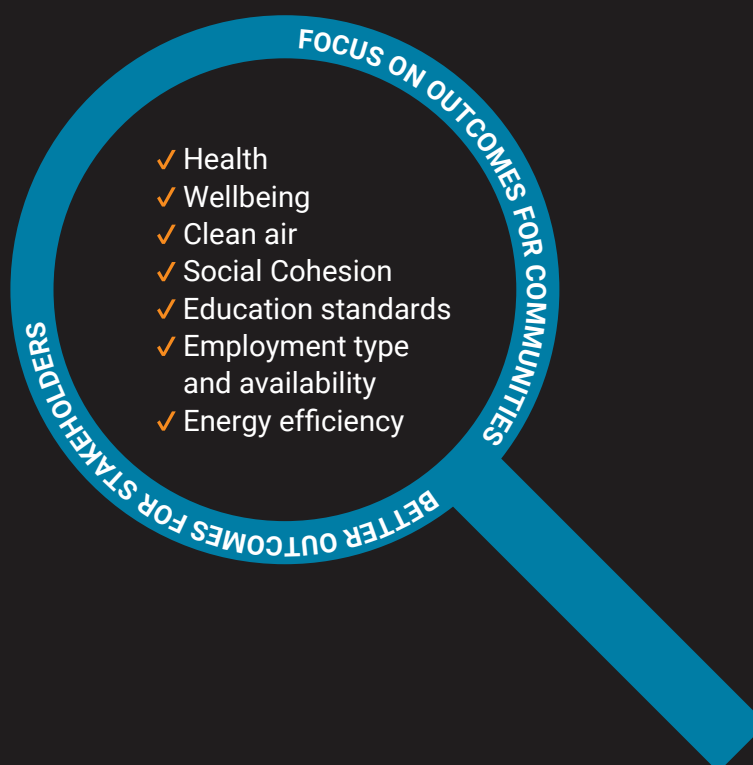 FOCUS ON OUTCOMES FOR COMMUNITIES
✓ Health
✓ Wellbeing
✓ Clean air
✓ Social Cohesion
✓ Education standards
✓ Employment type
and availability
✓ Energy efficiency
BETTER OUTCOMES FOR STAKEHOLDERS